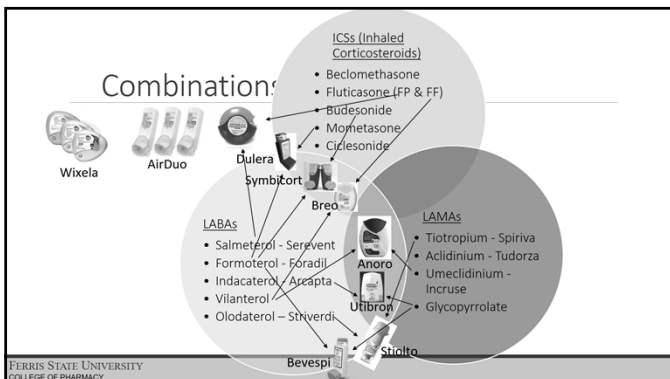 Combinations
ICSs (Inhaled
Corticosteroids)
• Beclomethasone
• Fluticasone (FP & FF)
• Budesonide
• Mometasone
• Ciclesonide
Wixela
AirDuo
Dulera
Symbicort
Breo
LABAs
• Salmeterol - Serevent
• Formoterol - Foradil
• Indacaterol - Arcapta
• Vilanterol
• Olodaterol – Striverdi
Anoro
Utibron
Bevespi
Stiolto
LAMAs
• Tiotropium - Spiriva
• Aclidinium - Tudorza
• Umeclidinium -
Incruse
• Glycopyrrolate
FERRIS STATE UNIVERSITY
COLLEGE OF PHARMACY